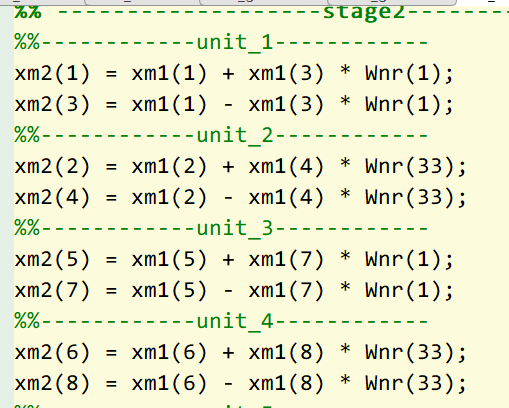 %% --------------------stage2--------
%%------------unit_1------------
xm2(1) = xm1(1) + xm1(3) * Wnr(1);
xm2(3) = xm1(1) - xm1(3) * Wnr(1);
%%------------unit_2------------
xm2(2) = xm1(2) + xm1(4) * Wnr(33);
xm2(4) = xm1(2) - xm1(4) * Wnr(33);
%%------------unit_3------------
xm2(5) = xm1(5) + xm1(7) * Wnr(1);
xm2(7) = xm1(5) - xm1(7) * Wnr(1);
%%------------unit_4------------
xm2(6) = xm1(6) + xm1(8) * Wnr(33);
xm2(8) = xm1(6) - xm1(8) * Wnr(33);